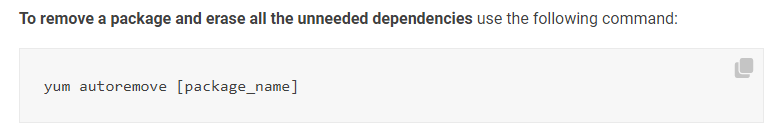 To remove a package and erase all the unneeded dependencies use the following command:
yum autoremove [package_name]